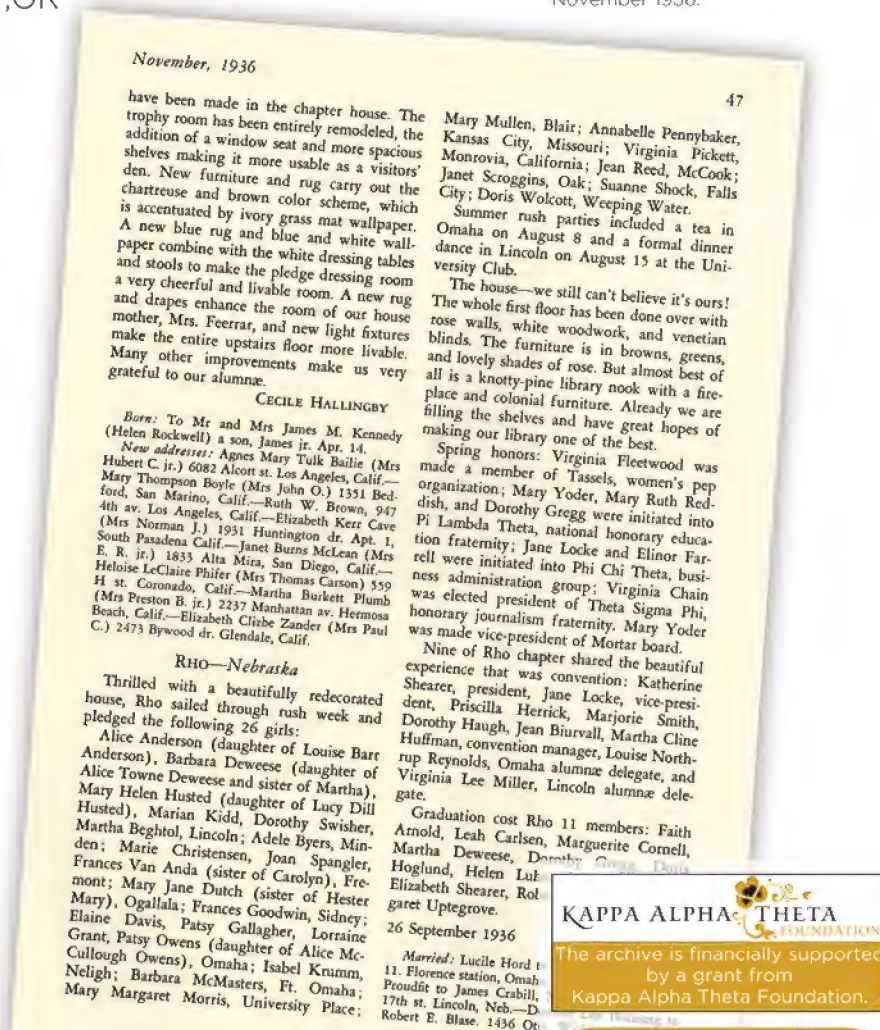 ,OR
November 1936.
November, 1936
47
have been made in the chapter house. The
trophy room has been entirely remodeled, the
addition of a window seat and more spacious
shelves making it more usable as a visitors'
den. New furniture and rug carry out the
chartreuse and brown color scheme, which
is accentuated by ivory grass mat wallpaper.
A new blue rug and blue and white wall-
paper combine with the white dressing tables
and stools to make the pledge dressing room
a very cheerful and livable room. A new rug
and drapes enhance the room of our house
mother, Mrs. Feerrar, and new light fixtures
make the entire upstairs floor more livable.
Many other improvements make us very
grateful to our alumnæ.
CECILE HALLINGBY
Born: To Mr and Mrs James M. Kennedy
(Helen Rockwell) a son, James jr. Apr. 14.
New addresses: Agnes Mary Tulk Bailie (Mrs
Hubert C. jr.) 6082 Alcott st. Los Angeles, Calif.—
Mary Thompson Boyle (Mrs John O.) 1351 Bed-
ford, San Marino, Calif.—Ruth W. Brown, 947
4th av. Los Angeles, Calif.—Elizabeth Kerr Cave
(Mrs Norman J.) 1931 Huntington dr. Apt. 1,
South Pasadena Calif.—Janet Burns McLean (Mrs
E. R. jr.) 1833 Alta Mira, San Diego, Calif.—
Heloise LeClaire Phifer (Mrs Thomas Carson) 559
H st. Coronado, Calif.—Martha Burkett Plumb
(Mrs Preston B. jr.) 2237 Manhattan av. Hermosa
Beach, Calif.—Elizabeth Clizbe Zander (Mrs Paul
C.) 2473 Bywood dr. Glendale, Calif.
RHO—Nebraska
Thrilled with a beautifully redecorated
house, Rho sailed through rush week and
pledged the following 26 girls:
Alice Anderson (daughter of Louise Barr
Anderson), Barbara Deweese (daughter of
Alice Towne Deweese and sister of Martha),
Mary Helen Husted (daughter of Lucy Dill
Husted), Marian Kidd, Dorothy Swisher,
Martha Beghtol, Lincoln; Adele Byers, Min-
den; Marie Christensen, Joan Spangler,
Frances Van Anda (sister of Carolyn), Fre-
mont; Mary Jane Dutch (sister of Hester
Mary), Ogallala; Frances Goodwin, Sidney;
Elaine Davis, Patsy Gallagher, Lorraine
Grant, Patsy Owens (daughter of Alice Mc-
Cullough Owens), Omaha; Isabel Krumm,
Neligh; Barbara McMasters, Ft. Omaha;
Mary Margaret Morris, University Place;
Mary Mullen, Blair; Annabelle Pennybaker,
Kansas City, Missouri; Virginia Pickett,
Monrovia, California; Jean Reed, McCook;
Janet Scroggins, Oak; Suanne Shock, Falls
City; Doris Wolcott, Weeping Water.
Summer rush parties included a tea in
Omaha on August 8 and a formal dinner
dance in Lincoln on August 15 at the Uni-
versity Club.
The house—we still can't believe it's ours!
The whole first floor has been done over with
rose walls, white woodwork, and venetian
blinds. The furniture is in browns, greens,
and lovely shades of rose. But almost best of
all is a knotty-pine library nook with a fire-
place and colonial furniture. Already we are
filling the shelves and have great hopes of
making our library one of the best.
Spring honors: Virginia Fleetwood was
made a member of Tassels, women's pep
organization; Mary Yoder, Mary Ruth Red-
dish, and Dorothy Gregg were initiated into
Pi Lambda Theta, national honorary educa-
tion fraternity; Jane Locke and Elinor Far-
rell were initiated into Phi Chi Theta, busi-
ness administration group; Virginia Chain
was elected president of Theta Sigma Phi,
honorary journalism fraternity. Mary Yoder
was made vice-president of Mortar board.
Nine of Rho chapter shared the beautiful
experience that was convention: Katherine
Shearer, president, Jane Locke, vice-presi-
dent, Priscilla Herrick, Marjorie Smith,
Dorothy Haugh, Jean Biurvall, Martha Cline
Huffman, convention manager, Louise North-
rup Reynolds, Omaha alumnæ delegate, and
Virginia Lee Miller, Lincoln alumnæ dele-
gate.
Graduation cost Rho 11 members: Faith
Arnold, Leah Carlsen, Marguerite Cornell,
Martha Deweese, Dorothy Gregg,
Hoglund, Helen
Elizabeth Shearer,
garet Uptegrove.
26 September 1936
Married: Lucile Hord
11. Florence station,
Proudfit to James Crabill,
17th st. Lincoln, Neb.—
Robert E. Blase. 1436
KAPPA ALPHA THETA
FOUNDATION
The archive is financially supported
by a grant from
Kappa Alpha Theta Foundation.